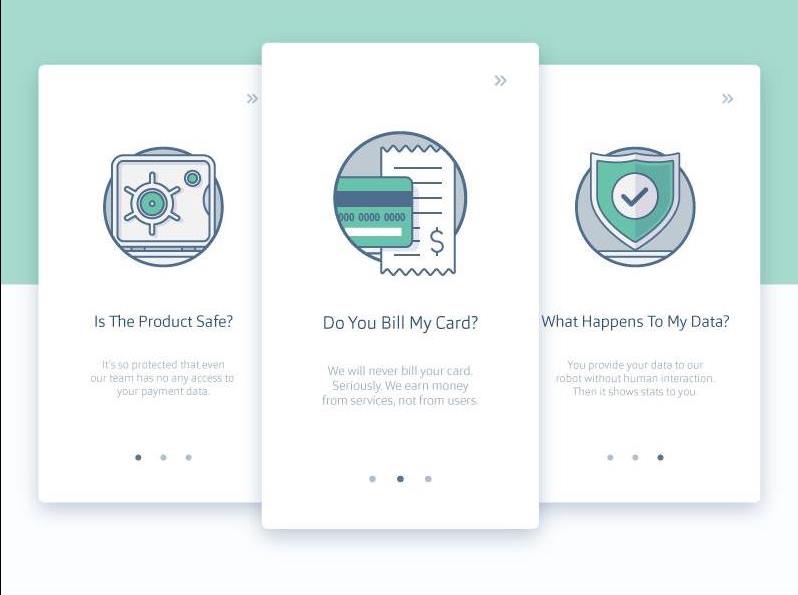 Is The Product Safe?
It's so protected that even
our team has no any access to
your payment data.
000 0000 0000
$
Do You Bill My Card?
We will never bill your card.
Seriously. We earn money
from services, not from users.
What Happens To My Data?
You provide your data to our
robot without human interaction.
Then it shows stats to you.